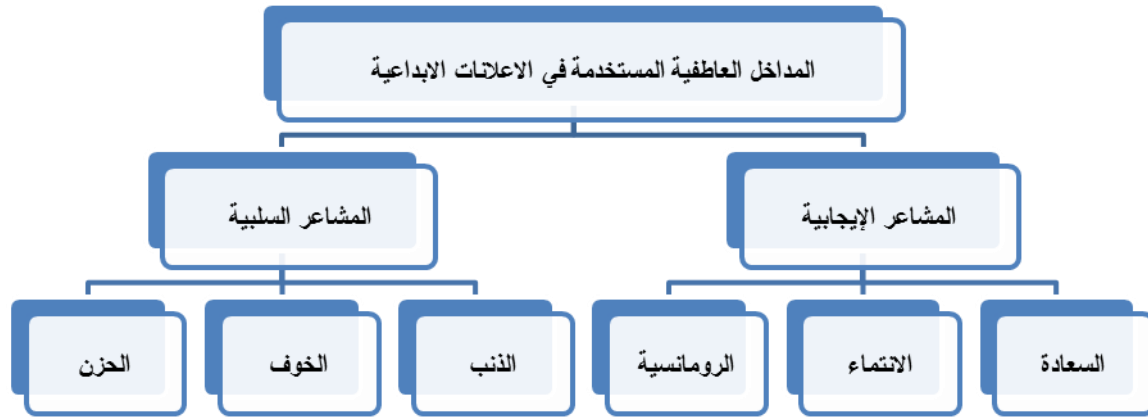 المداخل العاطفية المستخدمة في الاعلانات الابداعية
المشاعر الإيجابية
المشاعر السلبية
السعادة
الانتماء
الرومانسية
الذنب
الخوف
الحزن